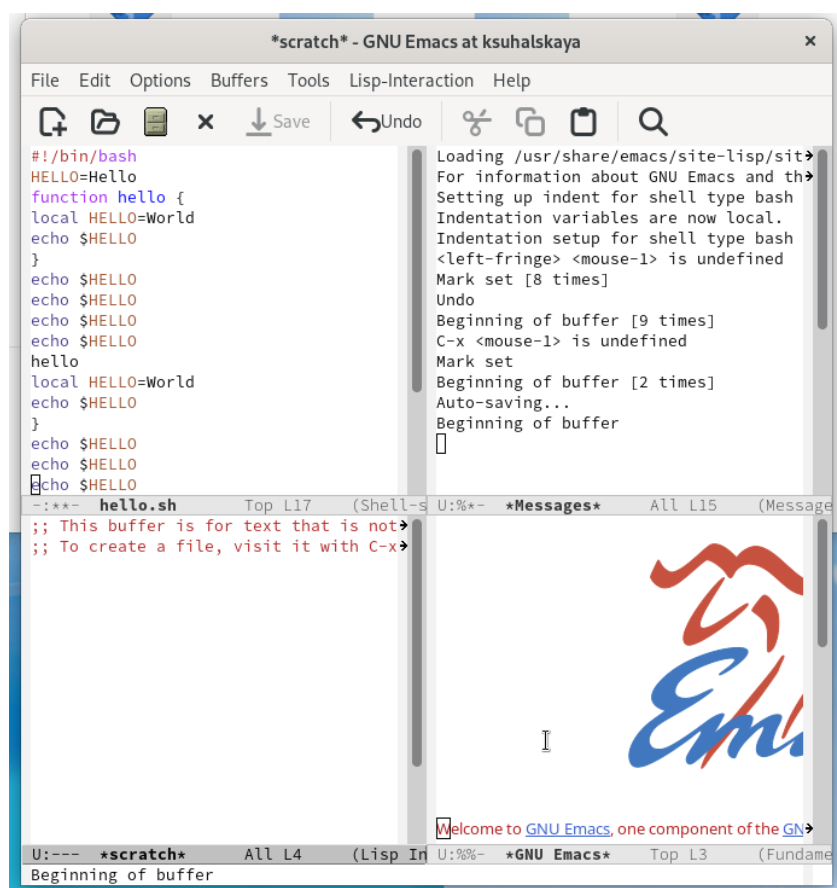 *scratch* - GNU Emacs at ksuhalskaya
File Edit Options Buffers Tools Lisp-Interaction Help
Save Undo
#!/bin/bash
HELLO=Hello
function hello {
local HELLO=World
echo $HELLO
}
echo $HELLO
echo $HELLO
echo $HELLO
echo $HELLO
hello
local HELLO=World
echo $HELLO
}
echo $HELLO
echo $HELLO
echo $HELLO
-:**- hello.sh Top L17 (Shell-s
Loading /usr/share/emacs/site-lisp/sit
For information about GNU Emacs and th
Setting up indent for shell type bash
Indentation variables are now local.
Indentation setup for shell type bash
<left-fringe> <mouse-1> is undefined
Mark set [8 times]
Undo
Beginning of buffer [9 times]
C-x <mouse-1> is undefined
Mark set
Beginning of buffer [2 times]
Auto-saving...
Beginning of buffer
U:%*- *Messages* All L15 (Message
;; This buffer is for text that is not
;; To create a file, visit it with C-x
U:--- *scratch* All L4 (Lisp In
Welcome to GNU Emacs, one component of the GN
U:%%- *GNU Emacs* Top L3 (Fundame
Beginning of buffer